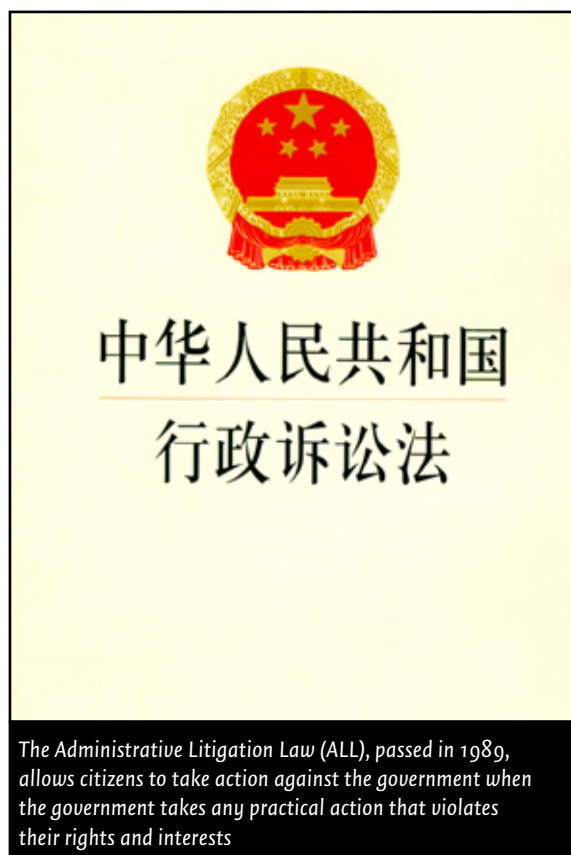 中华人民共和国
行政诉讼法
The Administrative Litigation Law (ALL), passed in 1989,
allows citizens to take action against the government when
the government takes any practical action that violates
their rights and interests